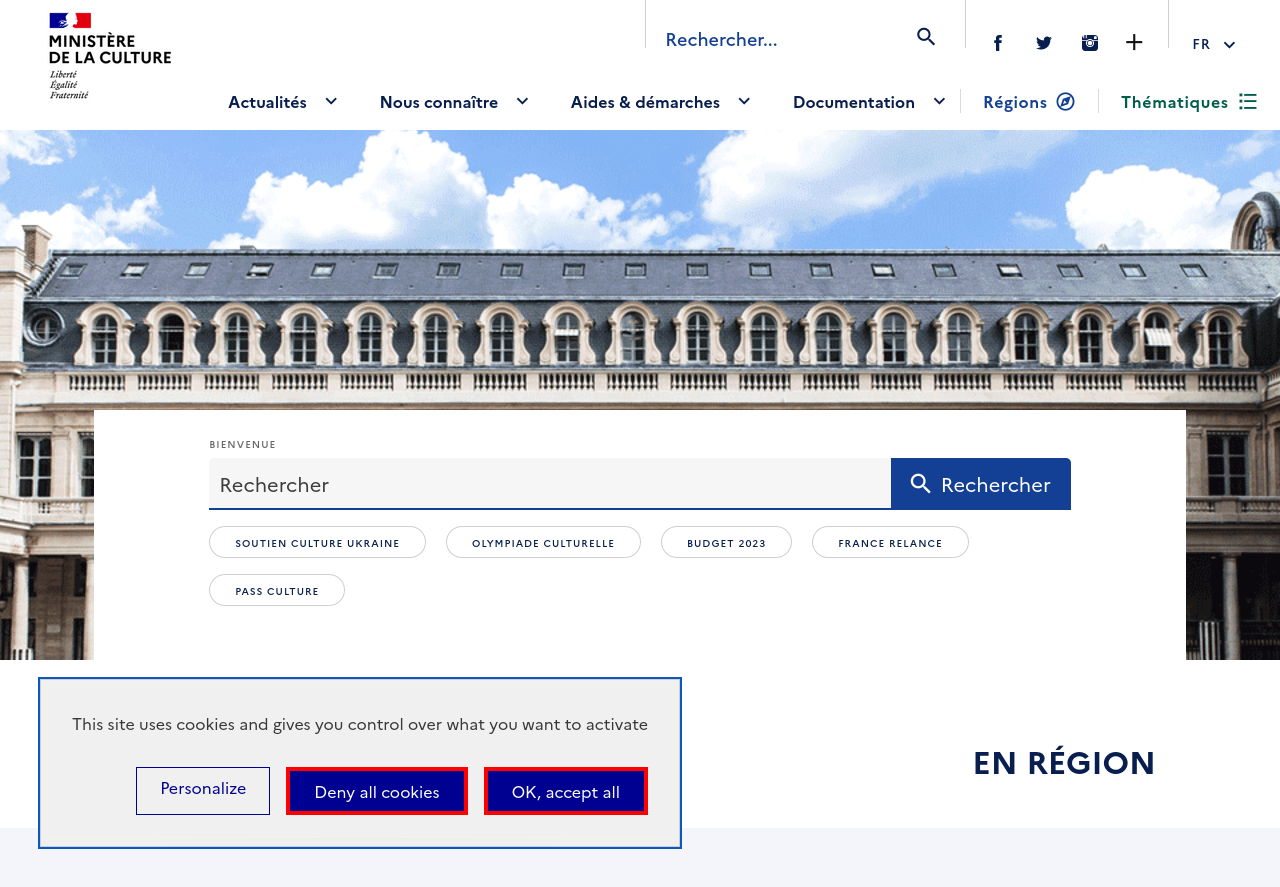 MINISTÈRE
DE LA CULTURE
Liberté
Égalité
Fraternité
Rechercher...
FR
Actualités
Nous connaître
Aides & démarches
Documentation
Régions
Thématiques
BIENVENUE
Rechercher
Rechercher
SOUTIEN CULTURE UKRAINE
OLYMPIADE CULTURELLE
BUDGET 2023
FRANCE RELANCE
PASS CULTURE
This site uses cookies and gives you control over what you want to activate
Personalize
Deny all cookies
OK, accept all
EN RÉGION